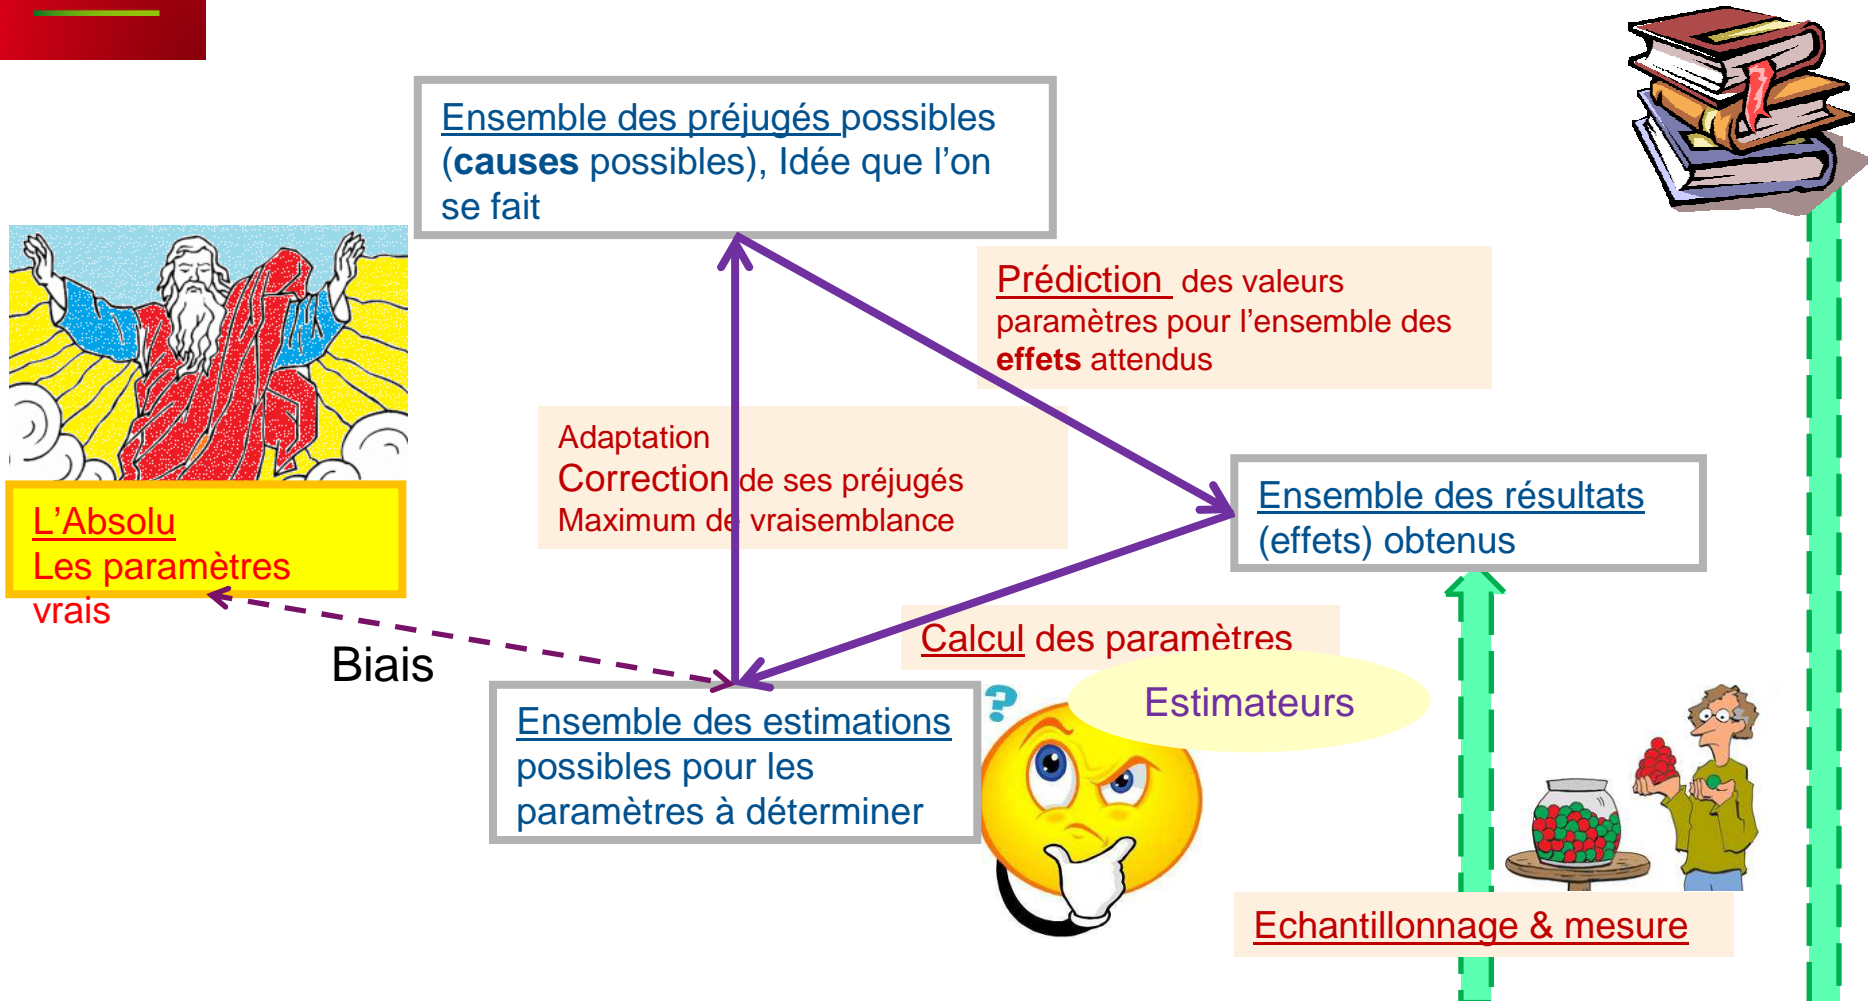 Ensemble des préjugés possibles
(causes possibles), Idée que l’on
se fait
Prédiction des valeurs
paramètres pour l’ensemble des
effets attendus
Adaptation
Correction de ses préjugés
Maximum de vraisemblance
L’Absolu
Les paramètres
vrais
Ensemble des résultats
(effets) obtenus
Biais
Calcul des paramètres
Estimateurs
Ensemble des estimations
possibles pour les
paramètres à déterminer
?
Echantillonnage & mesure